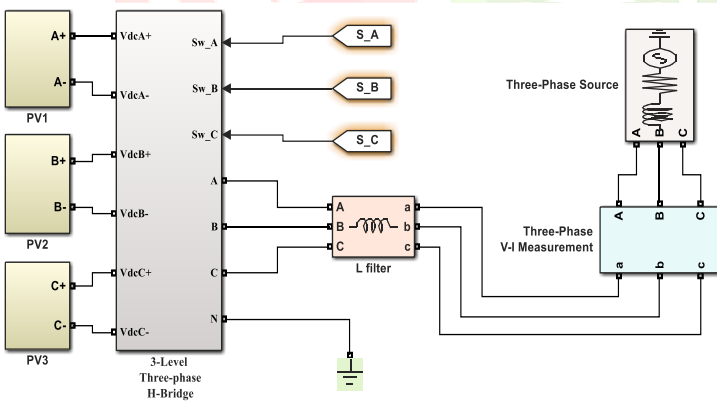 A+
A-
PV1
B+
B-
PV2
C+
C-
PV3
VdcA+
VdcA-
VdcB+
VdcB-
VdcC+
VdcC-
Sw_A
Sw_B
Sw_C
A
B
C
N
3-Level
Three-phase
H-Bridge
S_A
S_B
S_C
A a
B b
C c
L filter
Three-Phase Source
S
A B C
Three-Phase
V-I Measurement
A B C
a b c